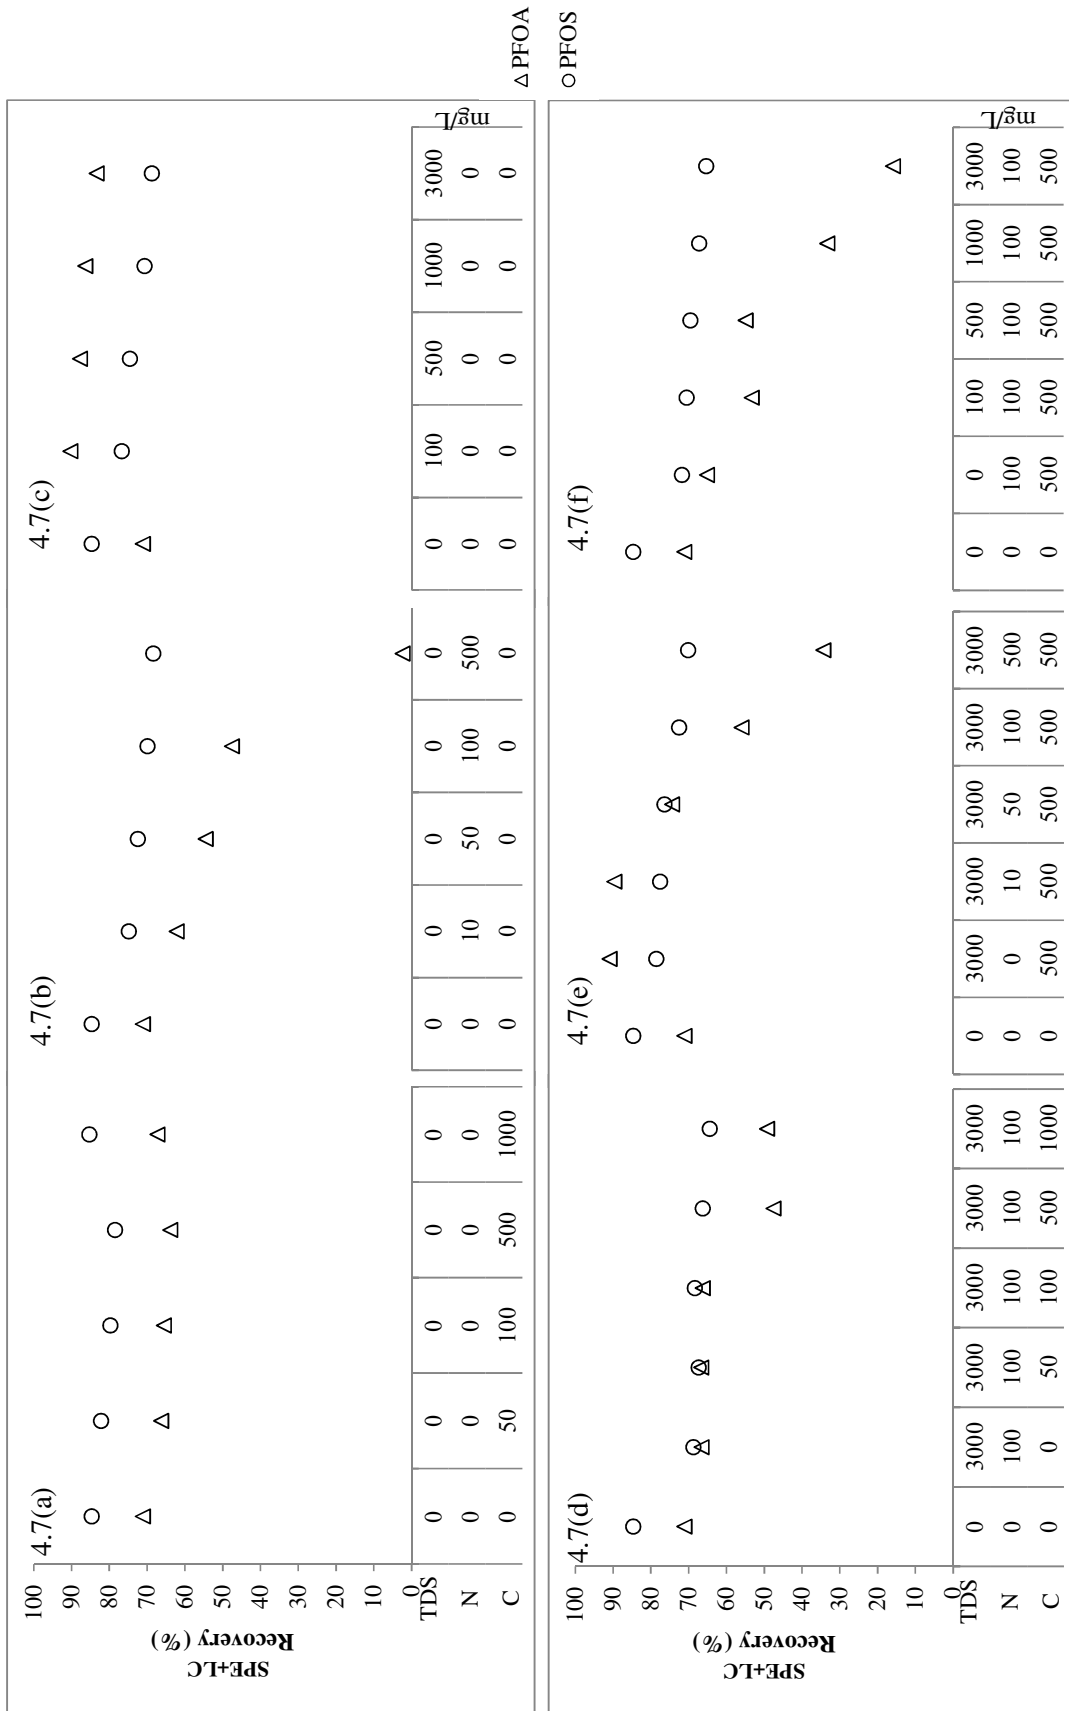 4.7(a) 4.7(b) 4.7(c)
SPE+LC
Recovery (%)
100
90
80
70
60
50
40
30
20
10
0
TDS 0 0 0 0 0 0 0 0 0 0 0 100 500 1000 3000
N 0 0 0 0 0 0 10 50 100 500 0 0 0 0 0
C 0 50 100 500 1000 0 0 0 0 0 0 0 0 0 0
mg/L
4.7(d) 4.7(e) 4.7(f)
SPE+LC
Recovery (%)
100
90
80
70
60
50
40
30
20
10
0
TDS 0 3000 3000 3000 3000 3000 0 3000 3000 3000 3000 3000 0 0 100 500 1000 3000
N 0 100 100 100 100 100 0 0 10 50 100 500 0 100 100 100 100 100
C 0 0 50 100 500 1000 0 500 500 500 500 500 0 500 500 500 500 500
mg/L
PFOA
PFOS